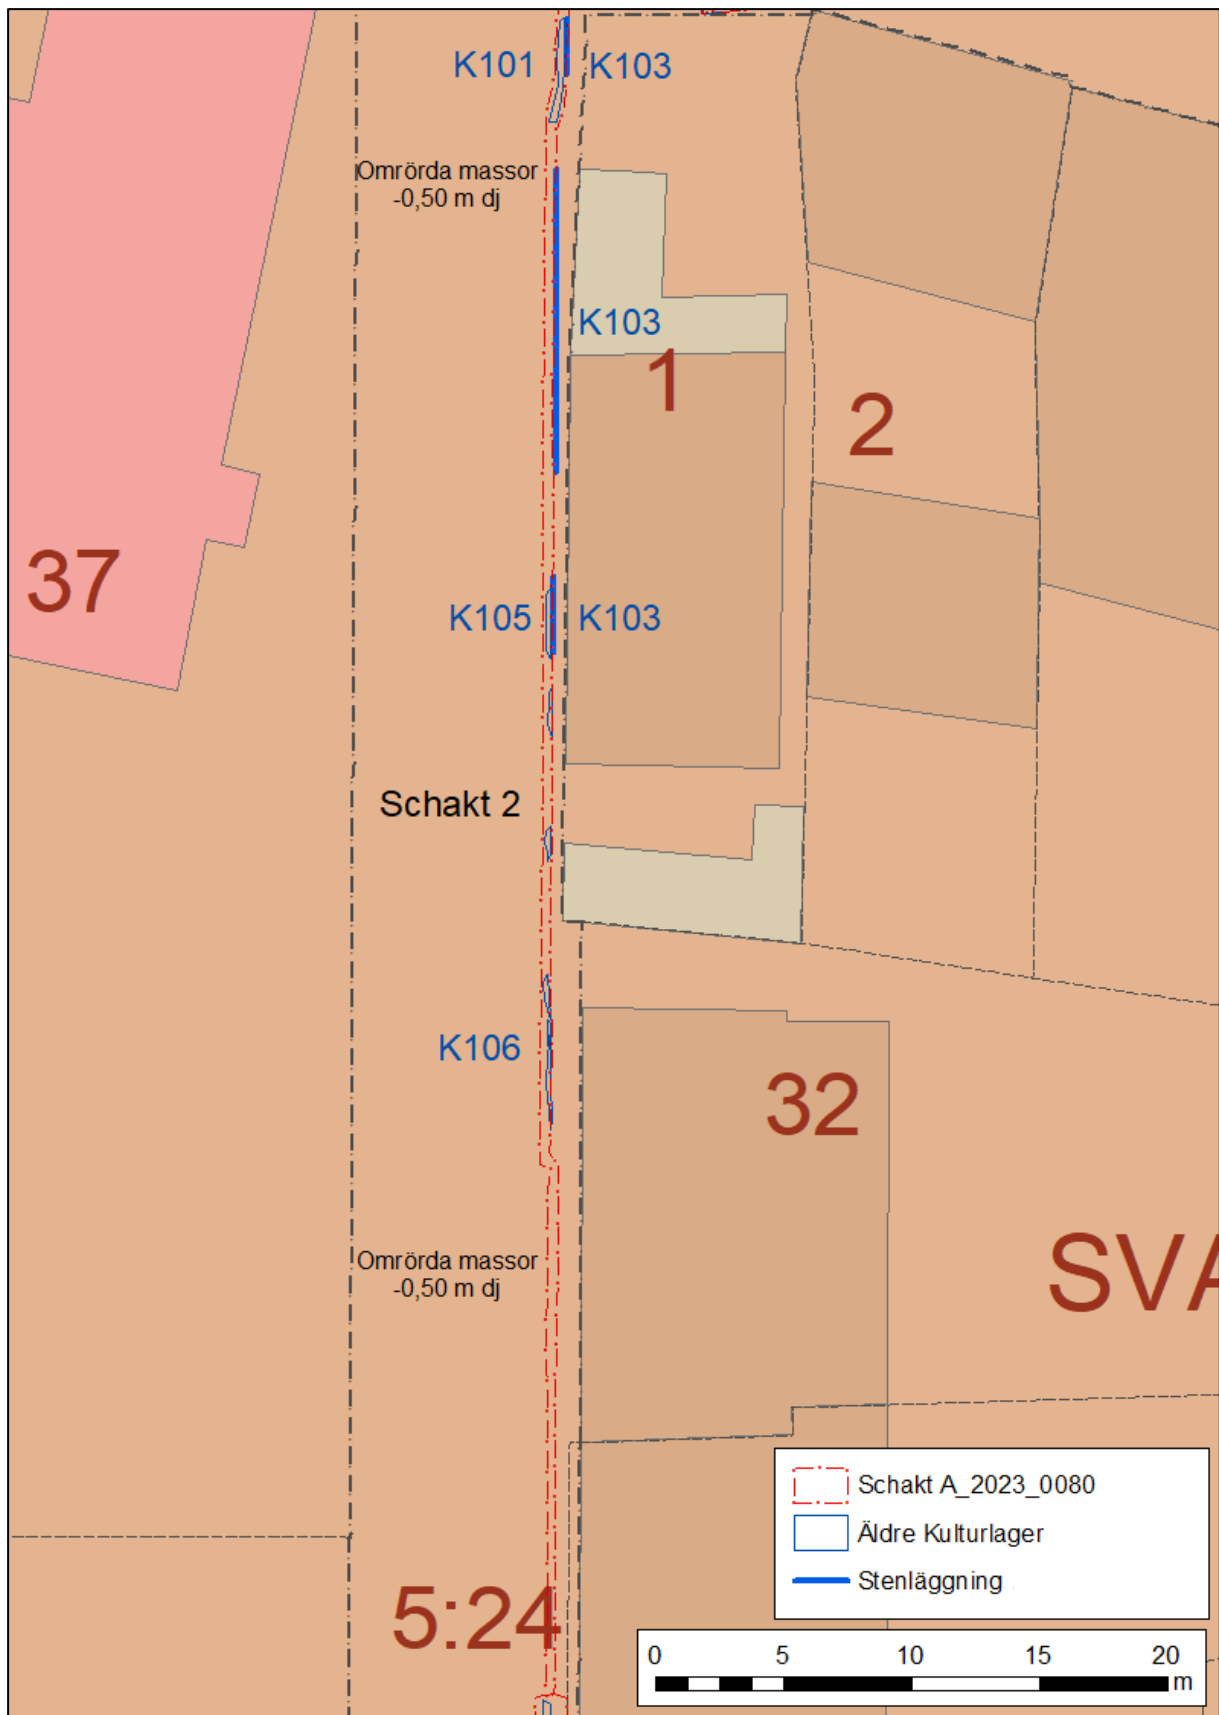 K101
K103
Omrörda massor
-0,50 m dj
K103
1
2
37
K105
K103
Schakt 2
K106
32
Omrörda massor
-0,50 m dj
SVA
5:24
Schakt A_2023_0080
Äldre Kulturlager
Stenläggning
0 5 10 15 20
m